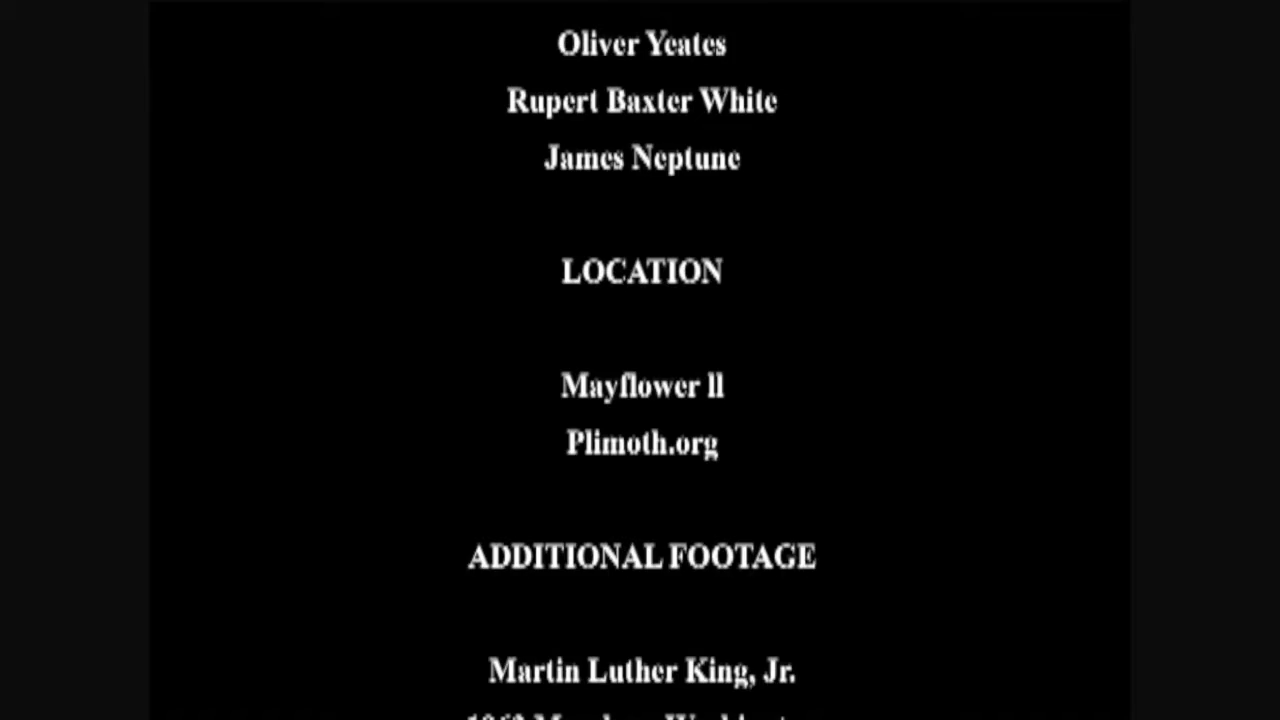 Oliver Yeates
Rupert Baxter White
James Neptune
LOCATION
Mayflower ll
Plimoth.org
ADDITIONAL FOOTAGE
Martin Luther King, Jr.